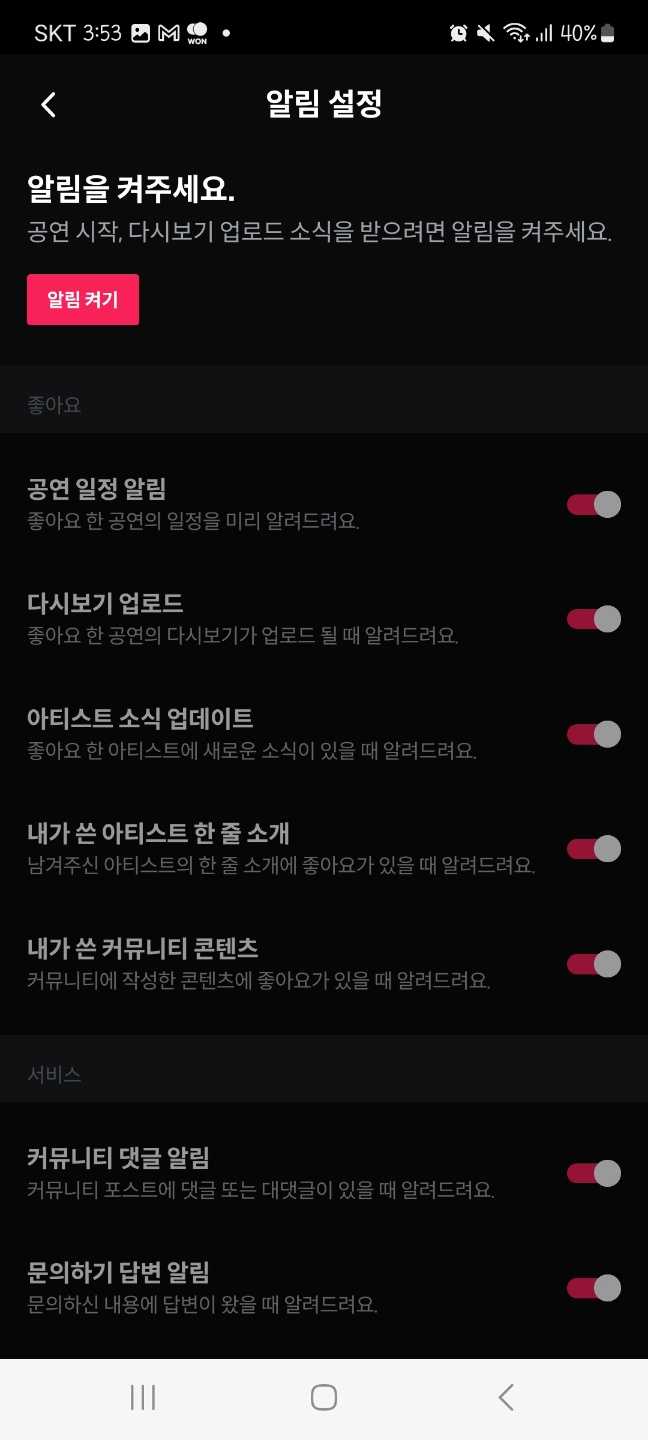 SKT 3:53 WON 40%
알림 설정
알림을 켜주세요.
공연 시작, 다시보기 업로드 소식을 받으려면 알림을 켜주세요.
알림 켜기
좋아요
공연 일정 알림
좋아요 한 공연의 일정을 미리 알려드려요.
다시보기 업로드
좋아요 한 공연의 다시보기가 업로드 될 때 알려드려요.
아티스트 소식 업데이트
좋아요 한 아티스트에 새로운 소식이 있을 때 알려드려요.
내가 쓴 아티스트 한 줄 소개
남겨주신 아티스트의 한 줄 소개에 좋아요가 있을 때 알려드려요.
내가 쓴 커뮤니티 콘텐츠
커뮤니티에 작성한 콘텐츠에 좋아요가 있을 때 알려드려요.
서비스
커뮤니티 댓글 알림
커뮤니티 포스트에 댓글 또는 대댓글이 있을 때 알려드려요.
문의하기 답변 알림
문의하신 내용에 답변이 왔을 때 알려드려요.